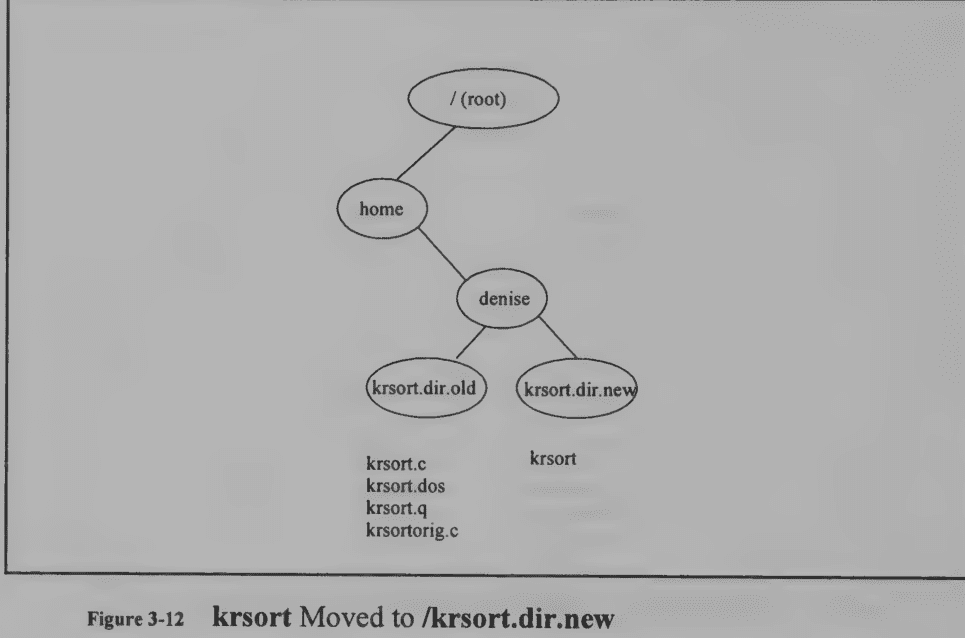 / (root)
home
denise
krsort.dir.old krsort.dir.new
krsort.c
krsort.dos
krsort.q
krsortorig.c
krsort
Figure 3-12 krsort Moved to /krsort.dir.new